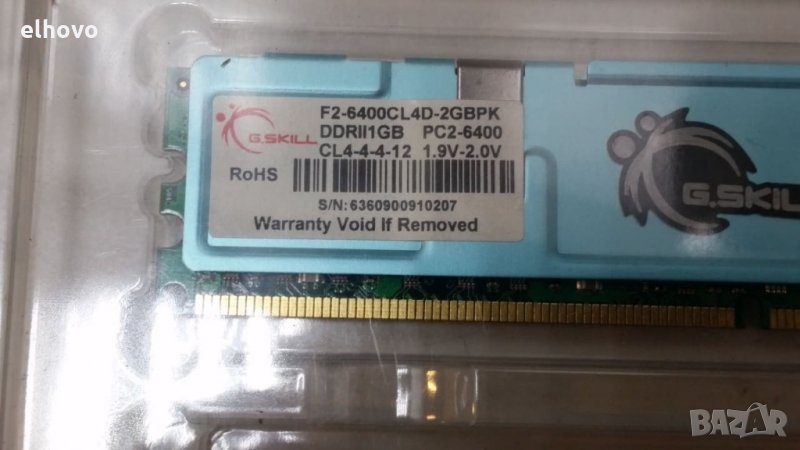 elhovo
F2-6400CL4D-2GBPK
G.SKILL
DDRII1GB PC2-6400
CL4-4-4-12 1.9V-2.0V
RoHS
S/N: 6360900910207
Warranty Void If Removed
G.SKILL
BAZAR